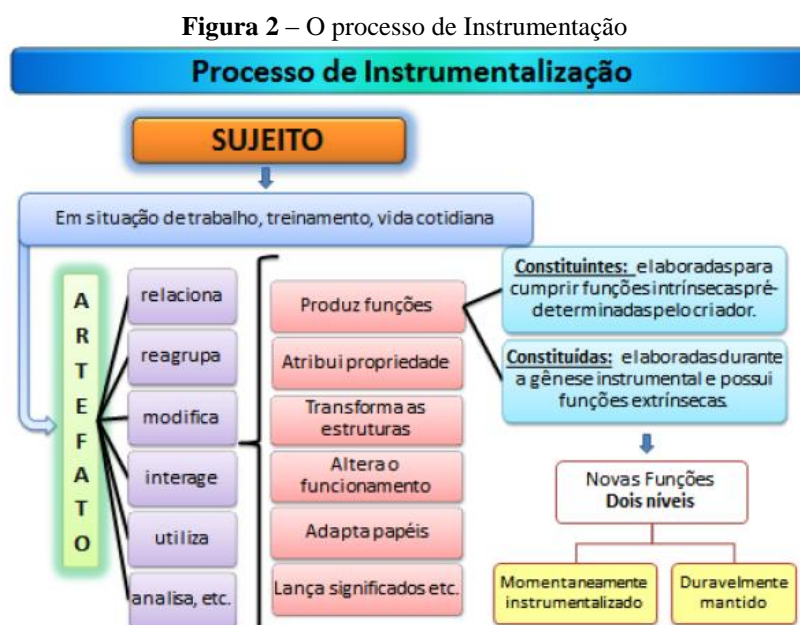 Figura 2 – O processo de Instrumentação
Processo de Instrumentalização
SUJEITO
Em situação de trabalho, treinamento, vida cotidiana
A
R
T
E
F
A
T
O
relaciona
reagrupa
modifica
interage
utiliza
analisa, etc.
Produz funções
Atribui propriedade
Transforma as
estruturas
Altera o
funcionamento
Adapta papéis
Lança significados etc.
Constituintes: elaboradas para
cumprir funções intrínsecas pré-
determinadas pelo criador.
Constituídas: elaboradas durante
a gênese instrumental e possui
funções extrínsecas.
Novas Funções
Dois níveis
Momentaneamente
instrumentalizado
Duravelmente
mantido